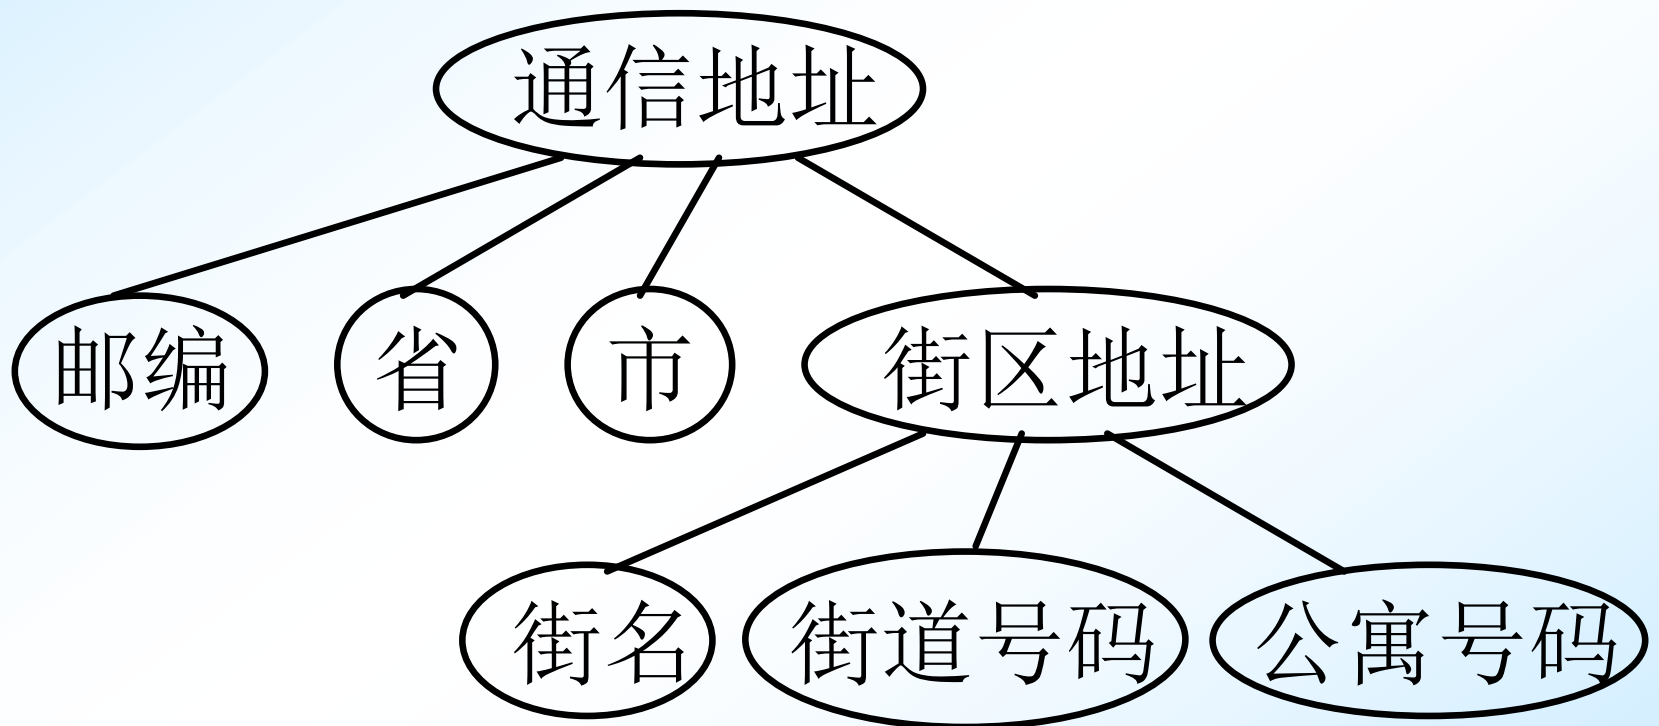 通信地址
邮编 省 市 街区地址
街名 街道号码 公寓号码